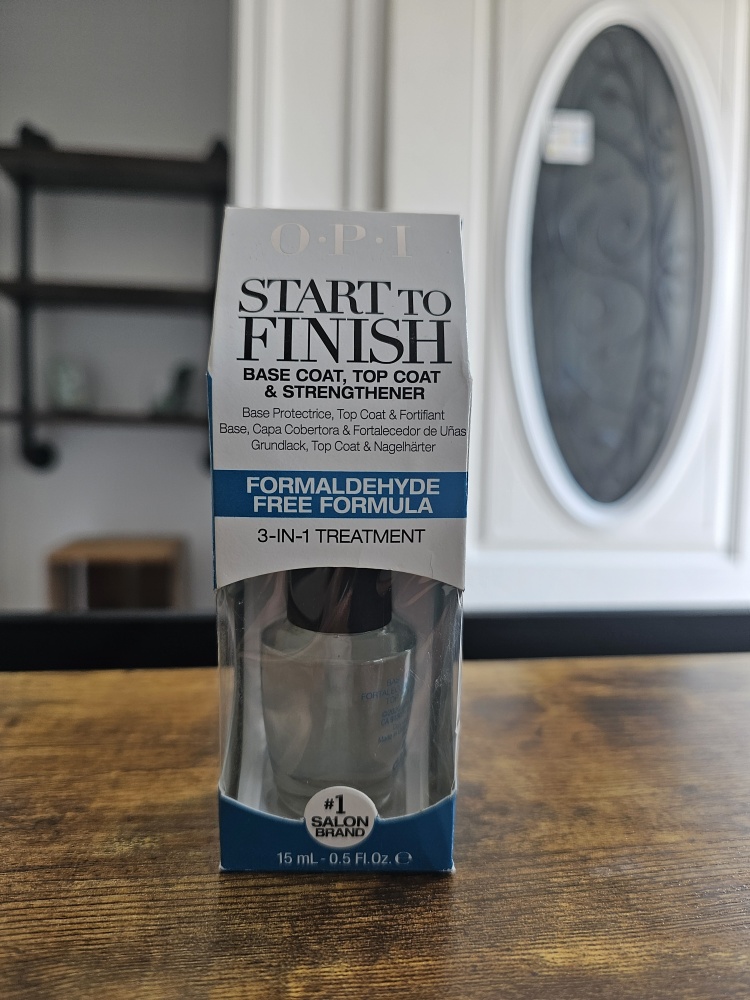 O·P·I
START TO
FINISH
BASE COAT, TOP COAT
& STRENGTHENER
Base Protectrice, Top Coat & Fortifiant
Base, Capa Cobertora & Fortalecedor de Uñas
Grundlack, Top Coat & Nagelhärter
FORMALDEHYDE
FREE FORMULA
3-IN-1 TREATMENT
#1
SALON
BRAND
15 mL - 0.5 Fl.Oz. ℮